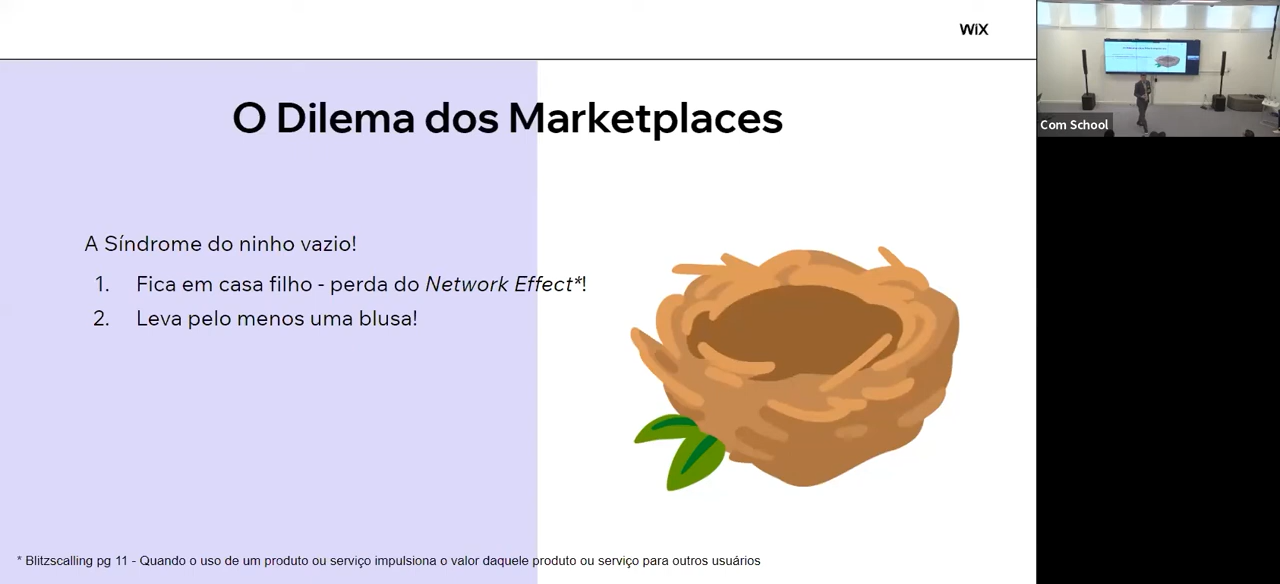 WiX
O Dilema dos Marketplaces
A Síndrome do ninho vazio!
1. Fica em casa filho - perda do Network Effect*!
2. Leva pelo menos uma blusa!
* Blitzscalling pg 11 - Quando o uso de um produto ou serviço impulsiona o valor daquele produto ou serviço para outros usuários
Com School